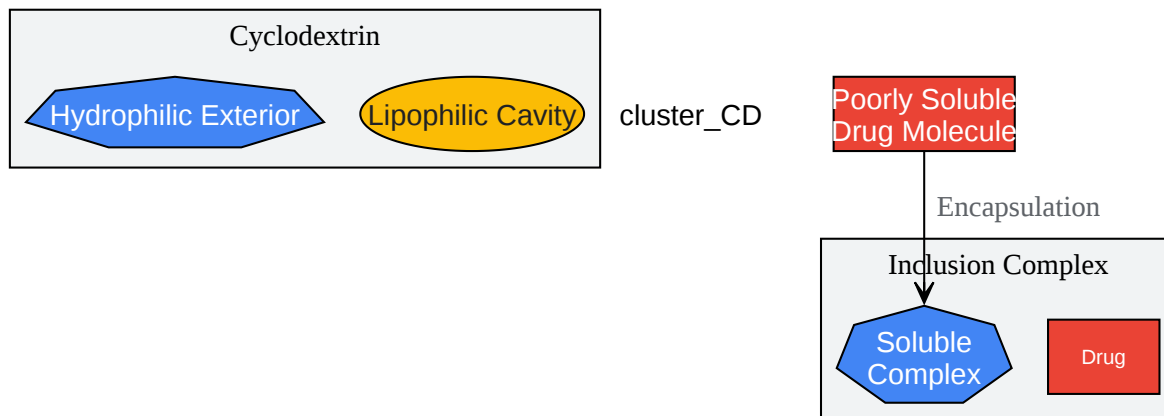 Cyclodextrin
Hydrophilic Exterior
Lipophilic Cavity
cluster_CD
Poorly Soluble
Drug Molecule
Encapsulation
Inclusion Complex
Soluble
Complex
Drug